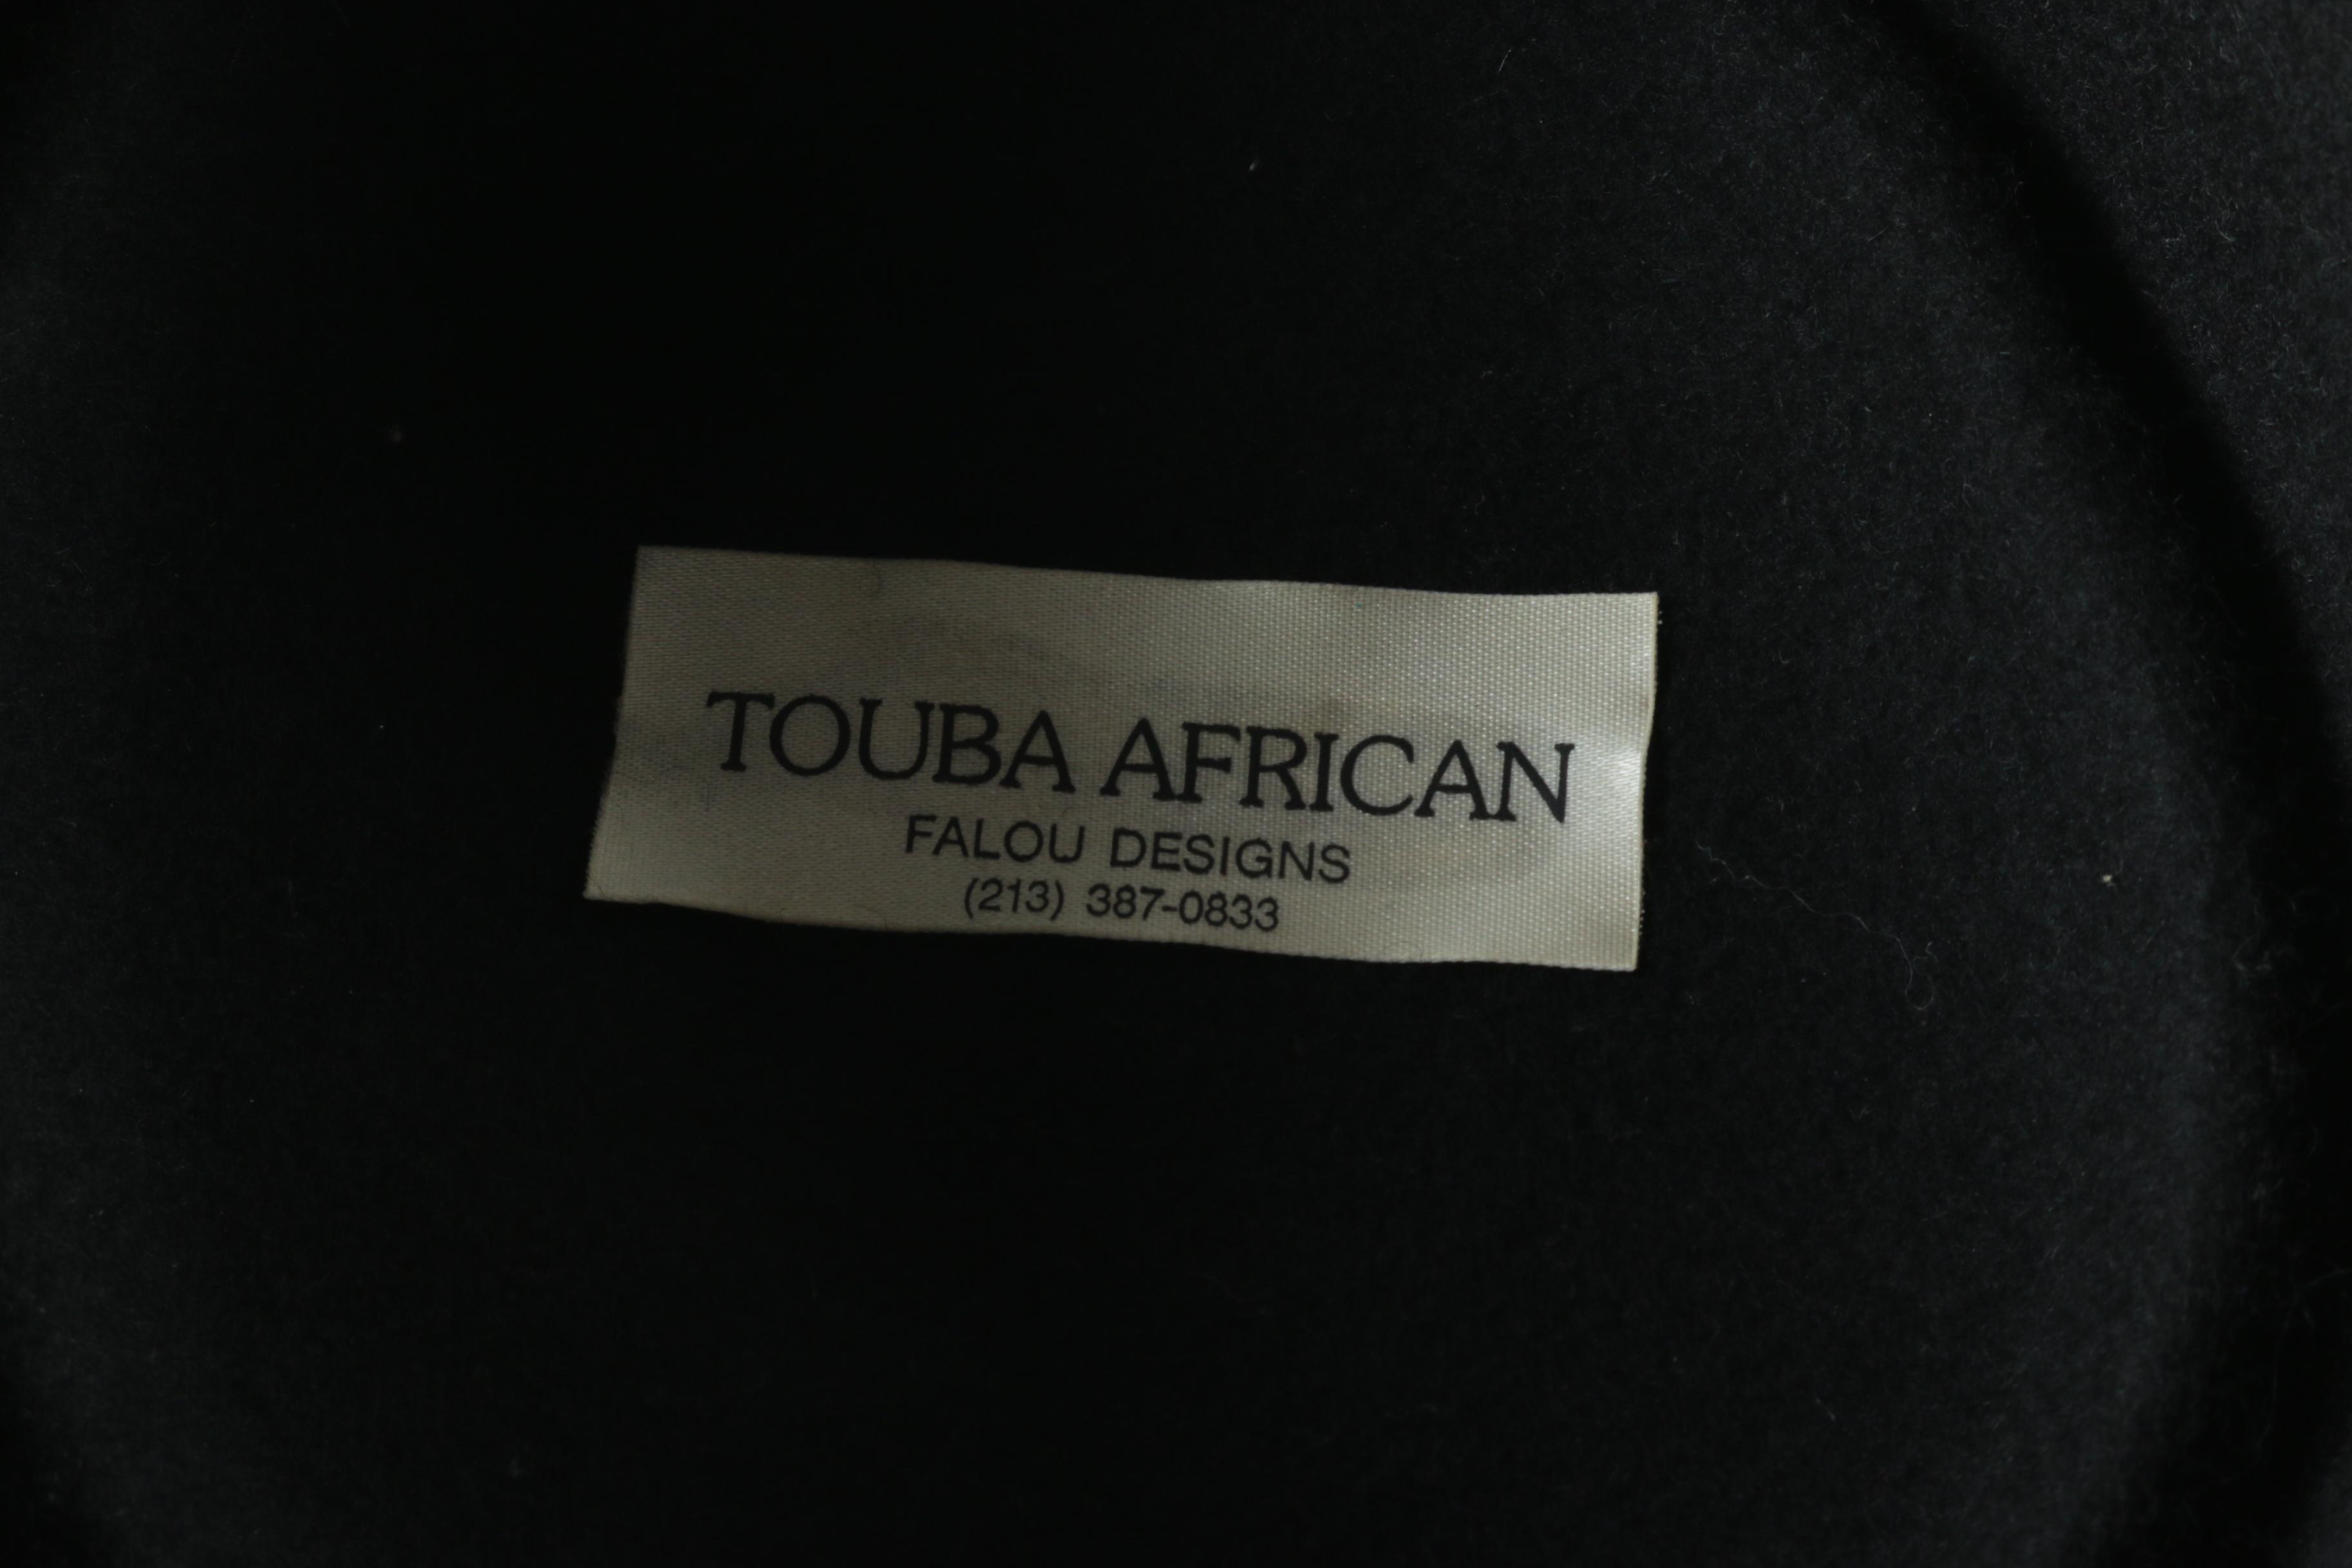 TOUBA AFRICAN
FALOU DESIGNS
(213) 387-0833